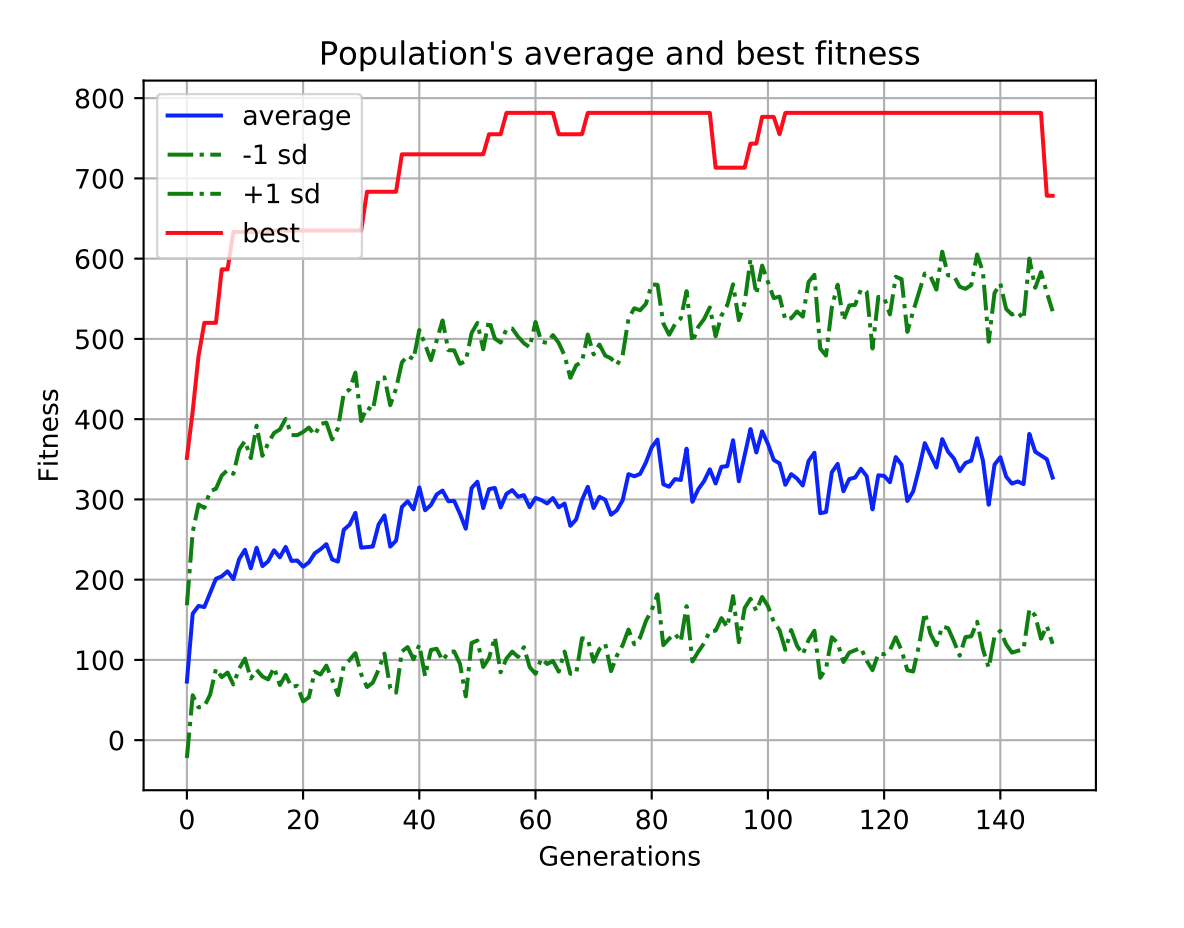 Population's average and best fitness
800
700
600
500
400
300
200
100
0
Fitness
average
-1 sd
+1 sd
best
0 20 40 60 80 100 120 140
Generations